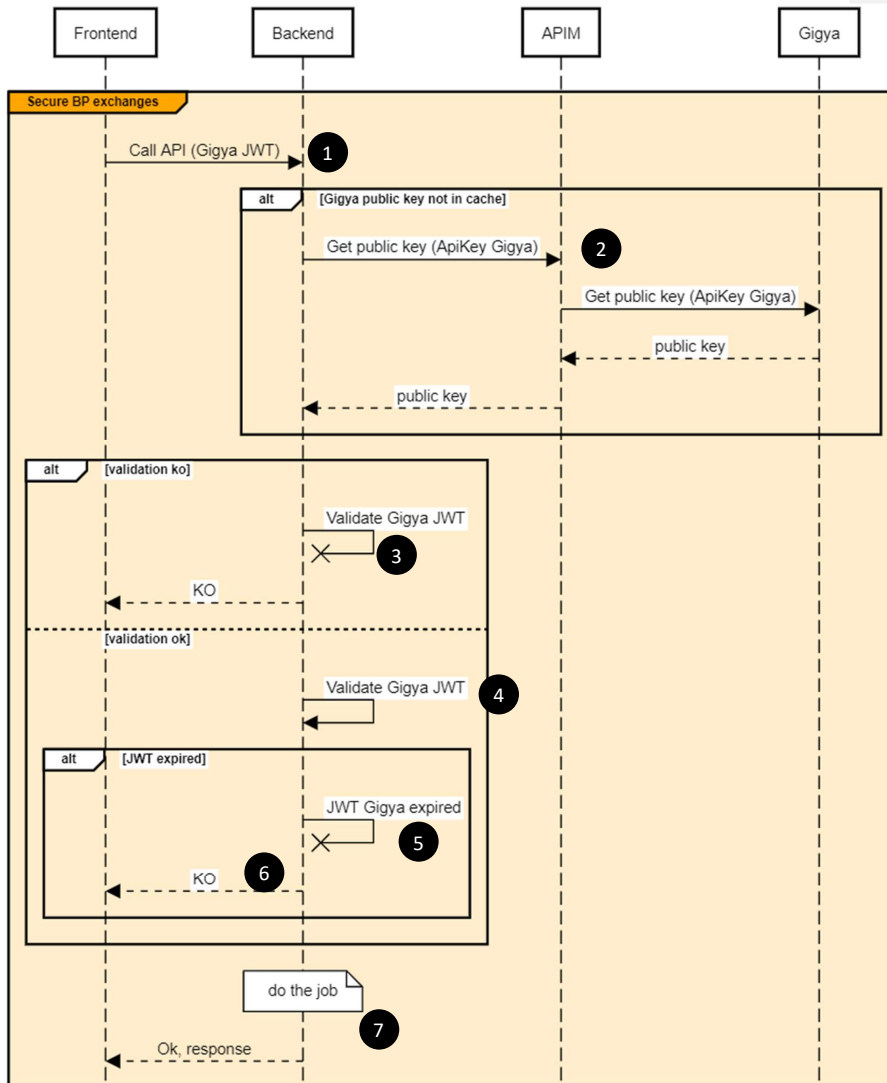 Frontend
Backend
APIM
Gigya
Secure BP exchanges
Call API (Gigya JWT)
1
alt
[Gigya public key not in cache]
Get public key (ApiKey Gigya)
2
Get public key (ApiKey Gigya)
public key
public key
alt
[validation ko]
Validate Gigya JWT
3
KO
[validation ok]
Validate Gigya JWT
4
alt
[JWT expired]
JWT Gigya expired
5
6
KO
do the job
7
Ok, response